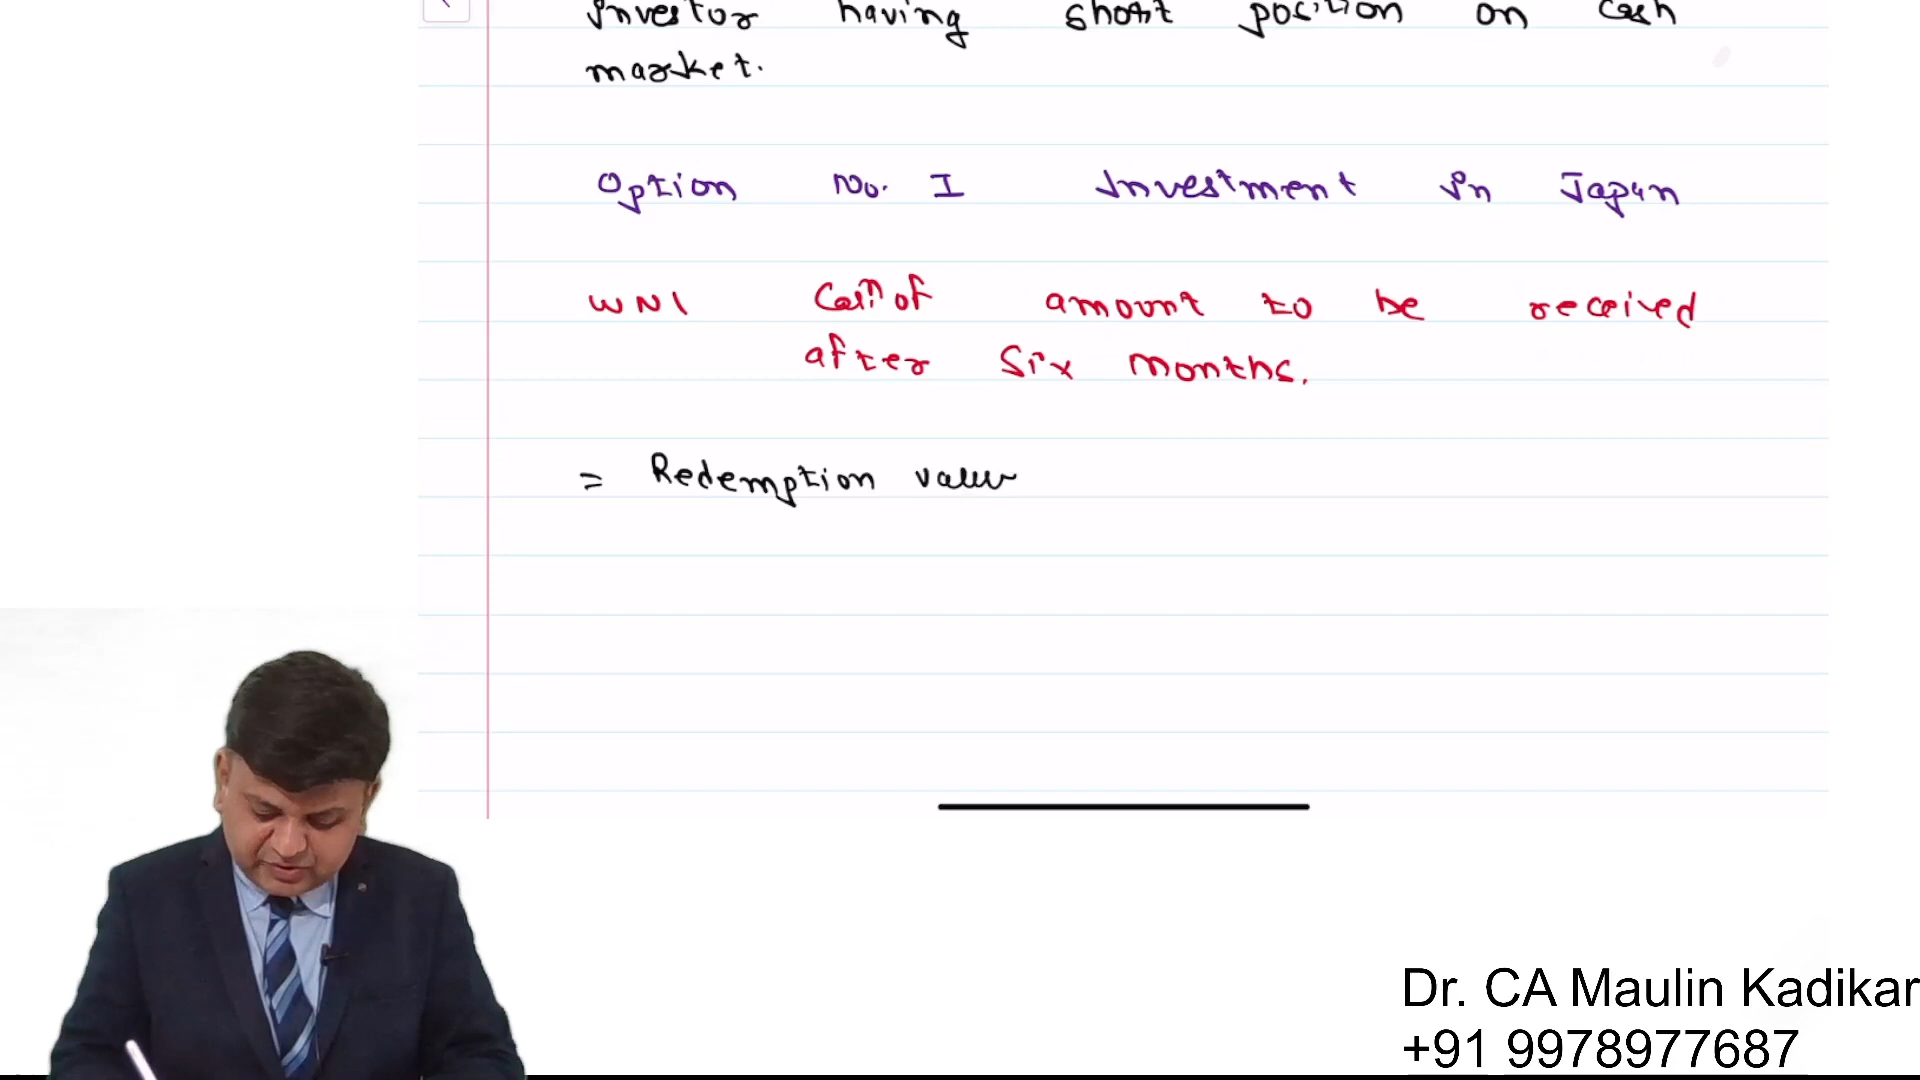 Investor having short position on cash
market.
Option No. I Investment in Japan
WN1 Caln of amount to be received
after Six months.
= Redemption value
Dr. CA Maulin Kadikar
+91 9978977687